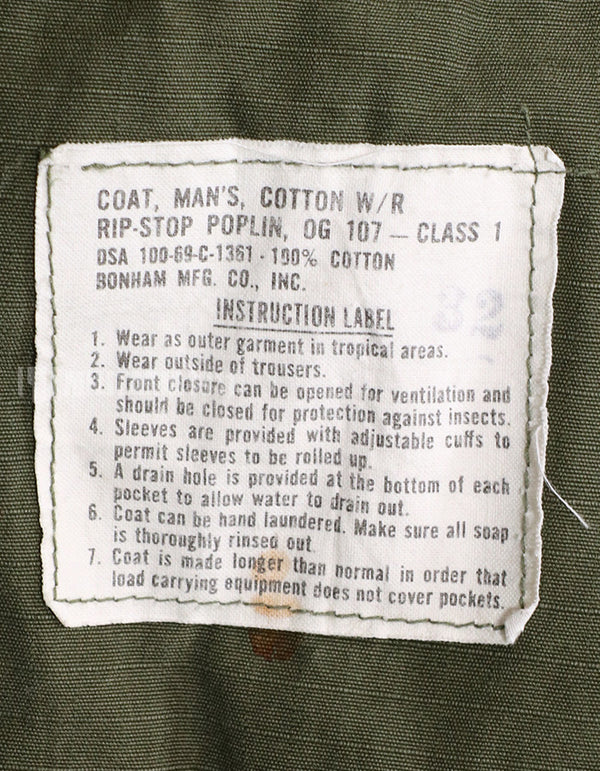 COAT, MAN'S, COTTON W/R
RIP-STOP POPLIN, OG 107 — CLASS 1
DSA 100-69-C-1361 - 100% COTTON
BONHAM MFG. CO., INC.
32
INSTRUCTION LABEL
1. Wear as outer garment in tropical areas.
2. Wear outside of trousers.
3. Front closure can be opened for ventilation and
should be closed for protection against insects.
4. Sleeves are provided with adjustable cuffs to
permit sleeves to be rolled up.
5. A drain hole is provided at the bottom of each
pocket to allow water to drain out.
6. Coat can be hand laundered. Make sure all soap
is thoroughly rinsed out.
7. Coat is made longer than normal in order that
load carrying equipment does not cover pockets.